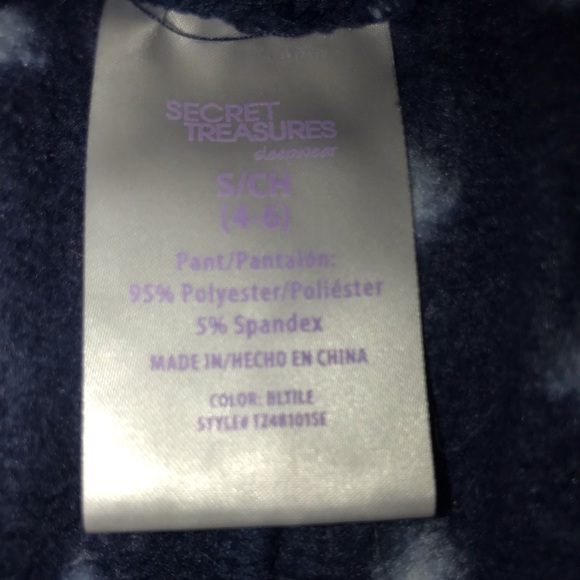 SECRET
TREASURES
sleepwear
S/CH
(4-6)
Pant/Pantalón:
95% Polyester/Poliéster
5% Spandex
MADE IN/HECHO EN CHINA
COLOR: BLTILE
STYLE# TZ48101SE